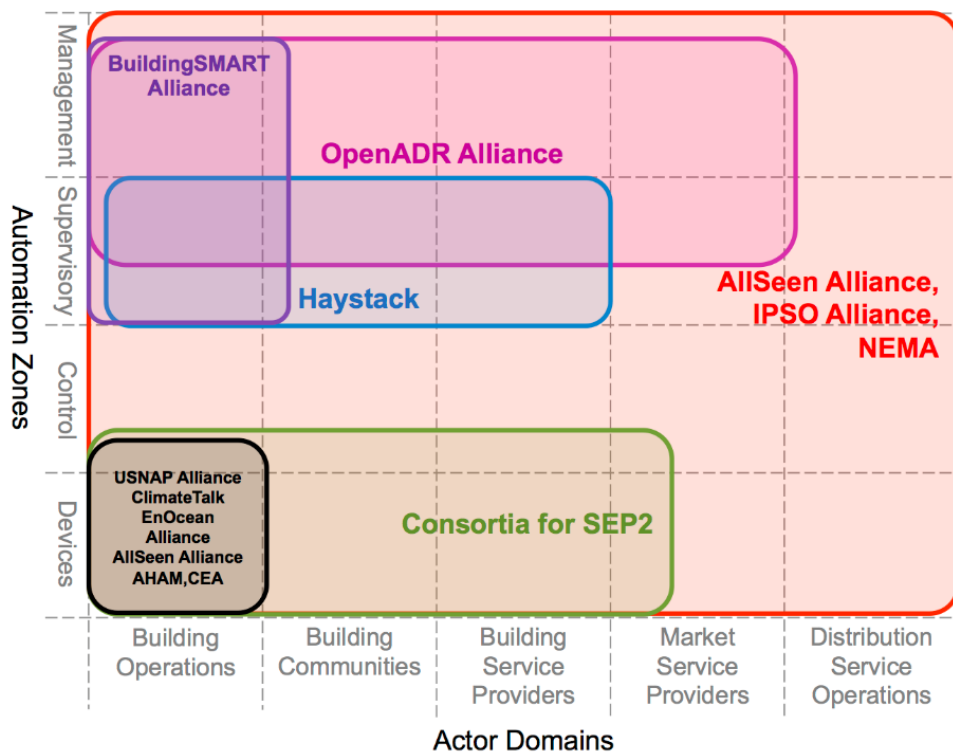 Automation Zones
Management
Supervisory
Control
Devices
BuildingSMART
Alliance
OpenADR Alliance
Haystack
AllSeen Alliance,
IPSO Alliance,
NEMA
USNAP Alliance
ClimateTalk
EnOcean
Alliance
AllSeen Alliance
AHAM,CEA
Consortia for SEP2
Building
Operations
Building
Communities
Building
Service
Providers
Market
Service
Providers
Distribution
Service
Operations
Actor Domains